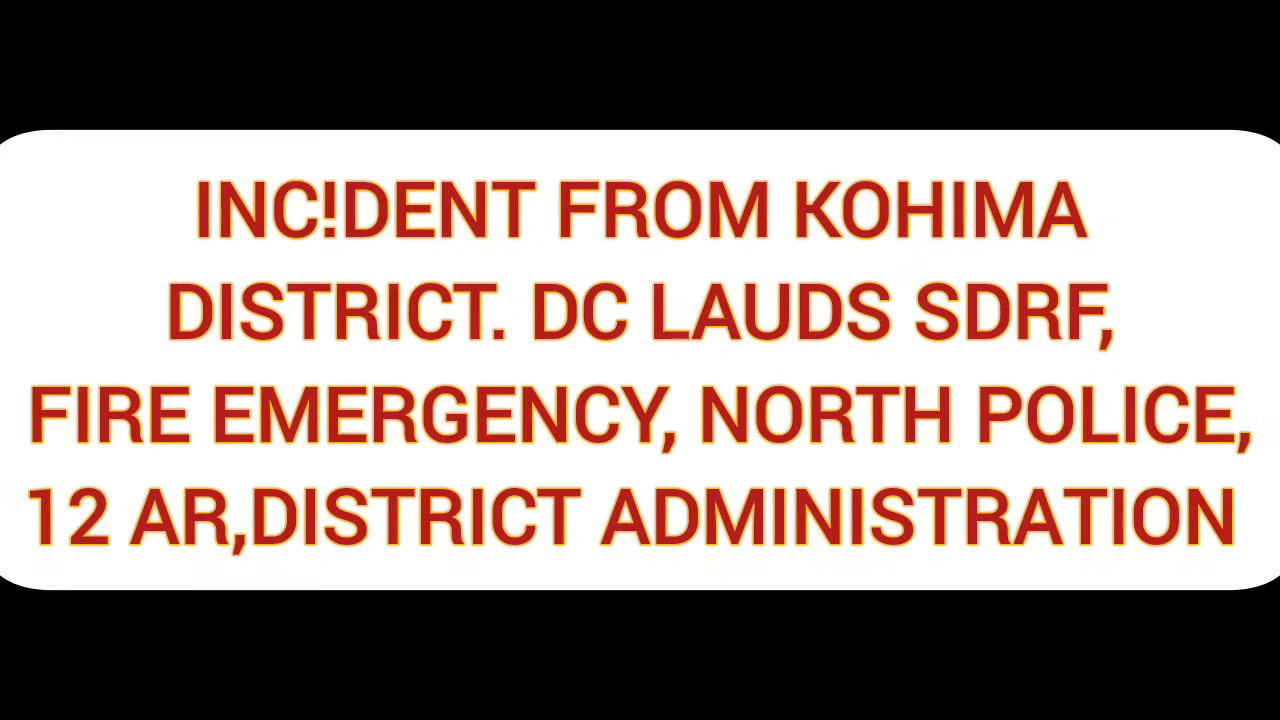 INC!DENT FROM KOHIMA
DISTRICT. DC LAUDS SDRF,
FIRE EMERGENCY, NORTH POLICE,
12 AR,DISTRICT ADMINISTRATION